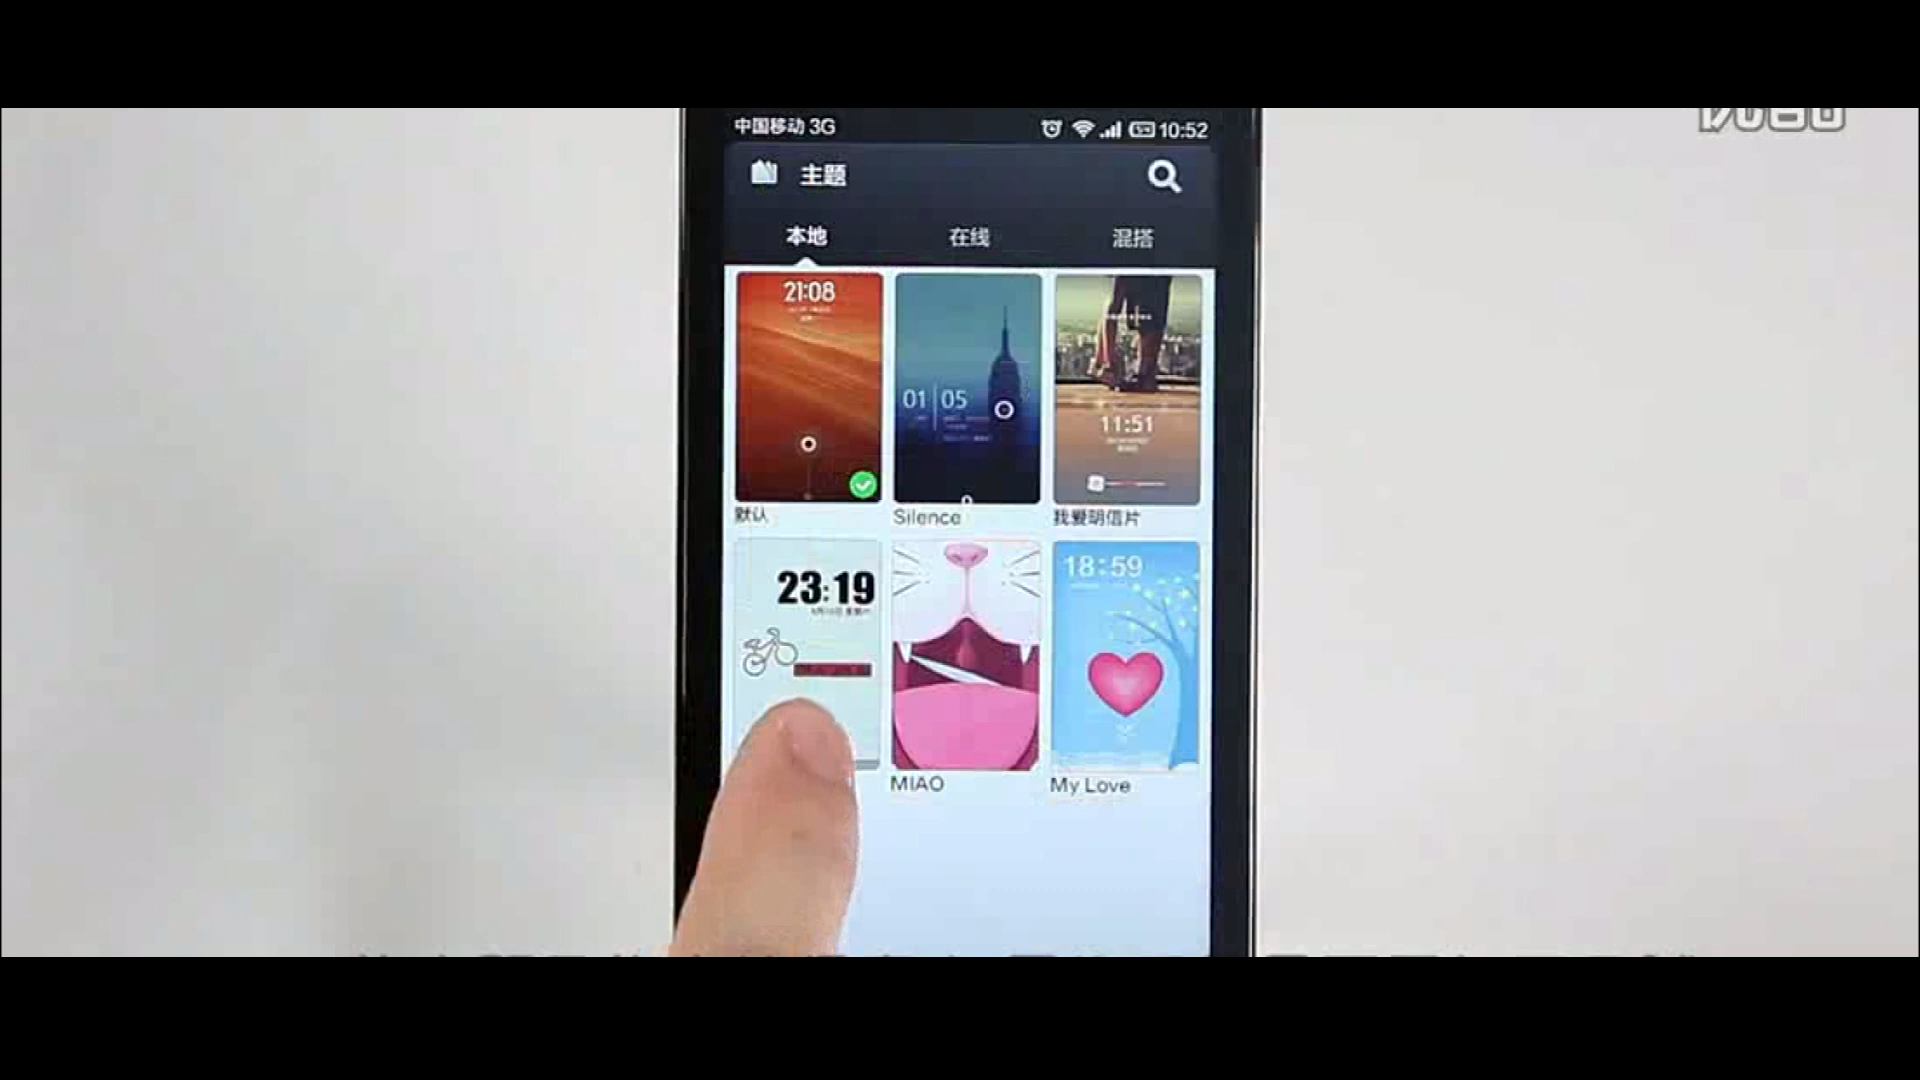 中国移动 3G 10:52
主题
本地 在线 混搭
21:08
01 05
11:51
默认 Silence 我爱明信片
23:19
18:59
MIAO My Love